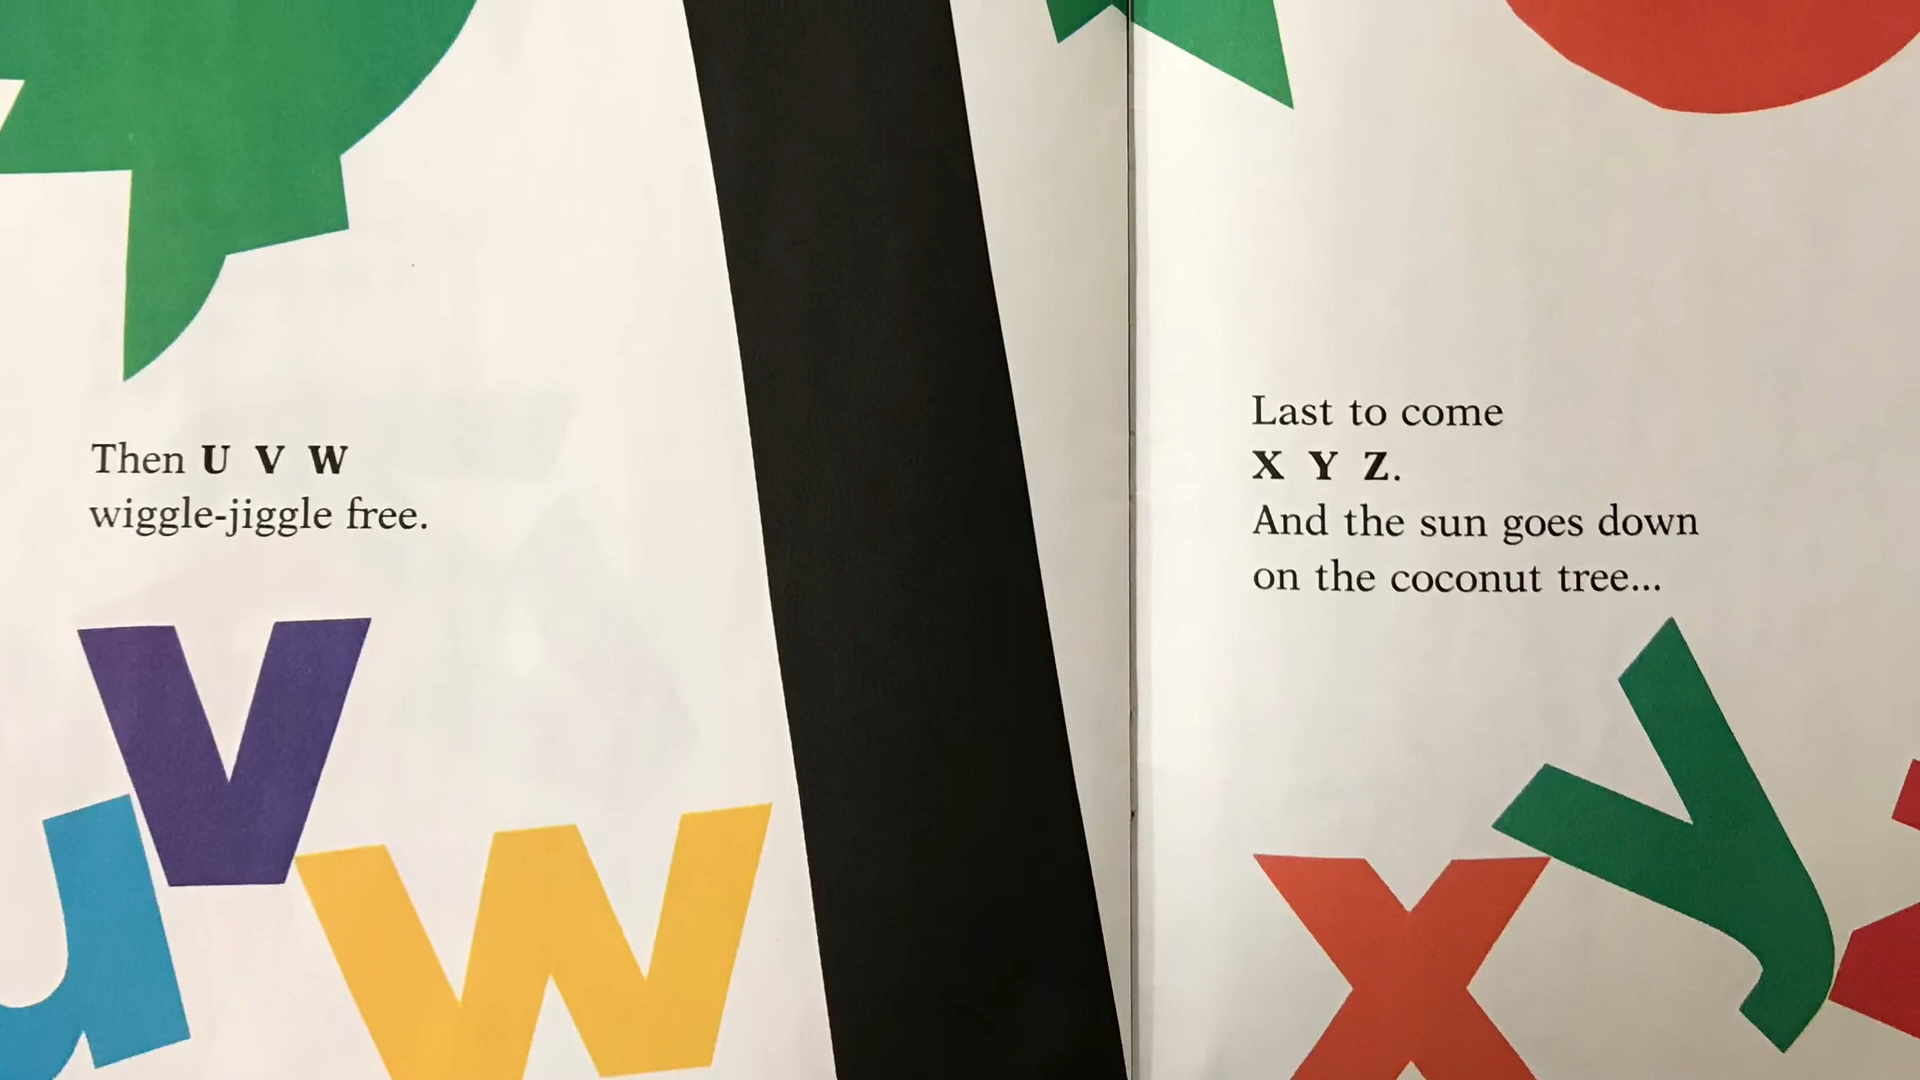 Then U V W
wiggle-jiggle free.
u
v
w
Last to come
X Y Z.
And the sun goes down
on the coconut tree...
x
y